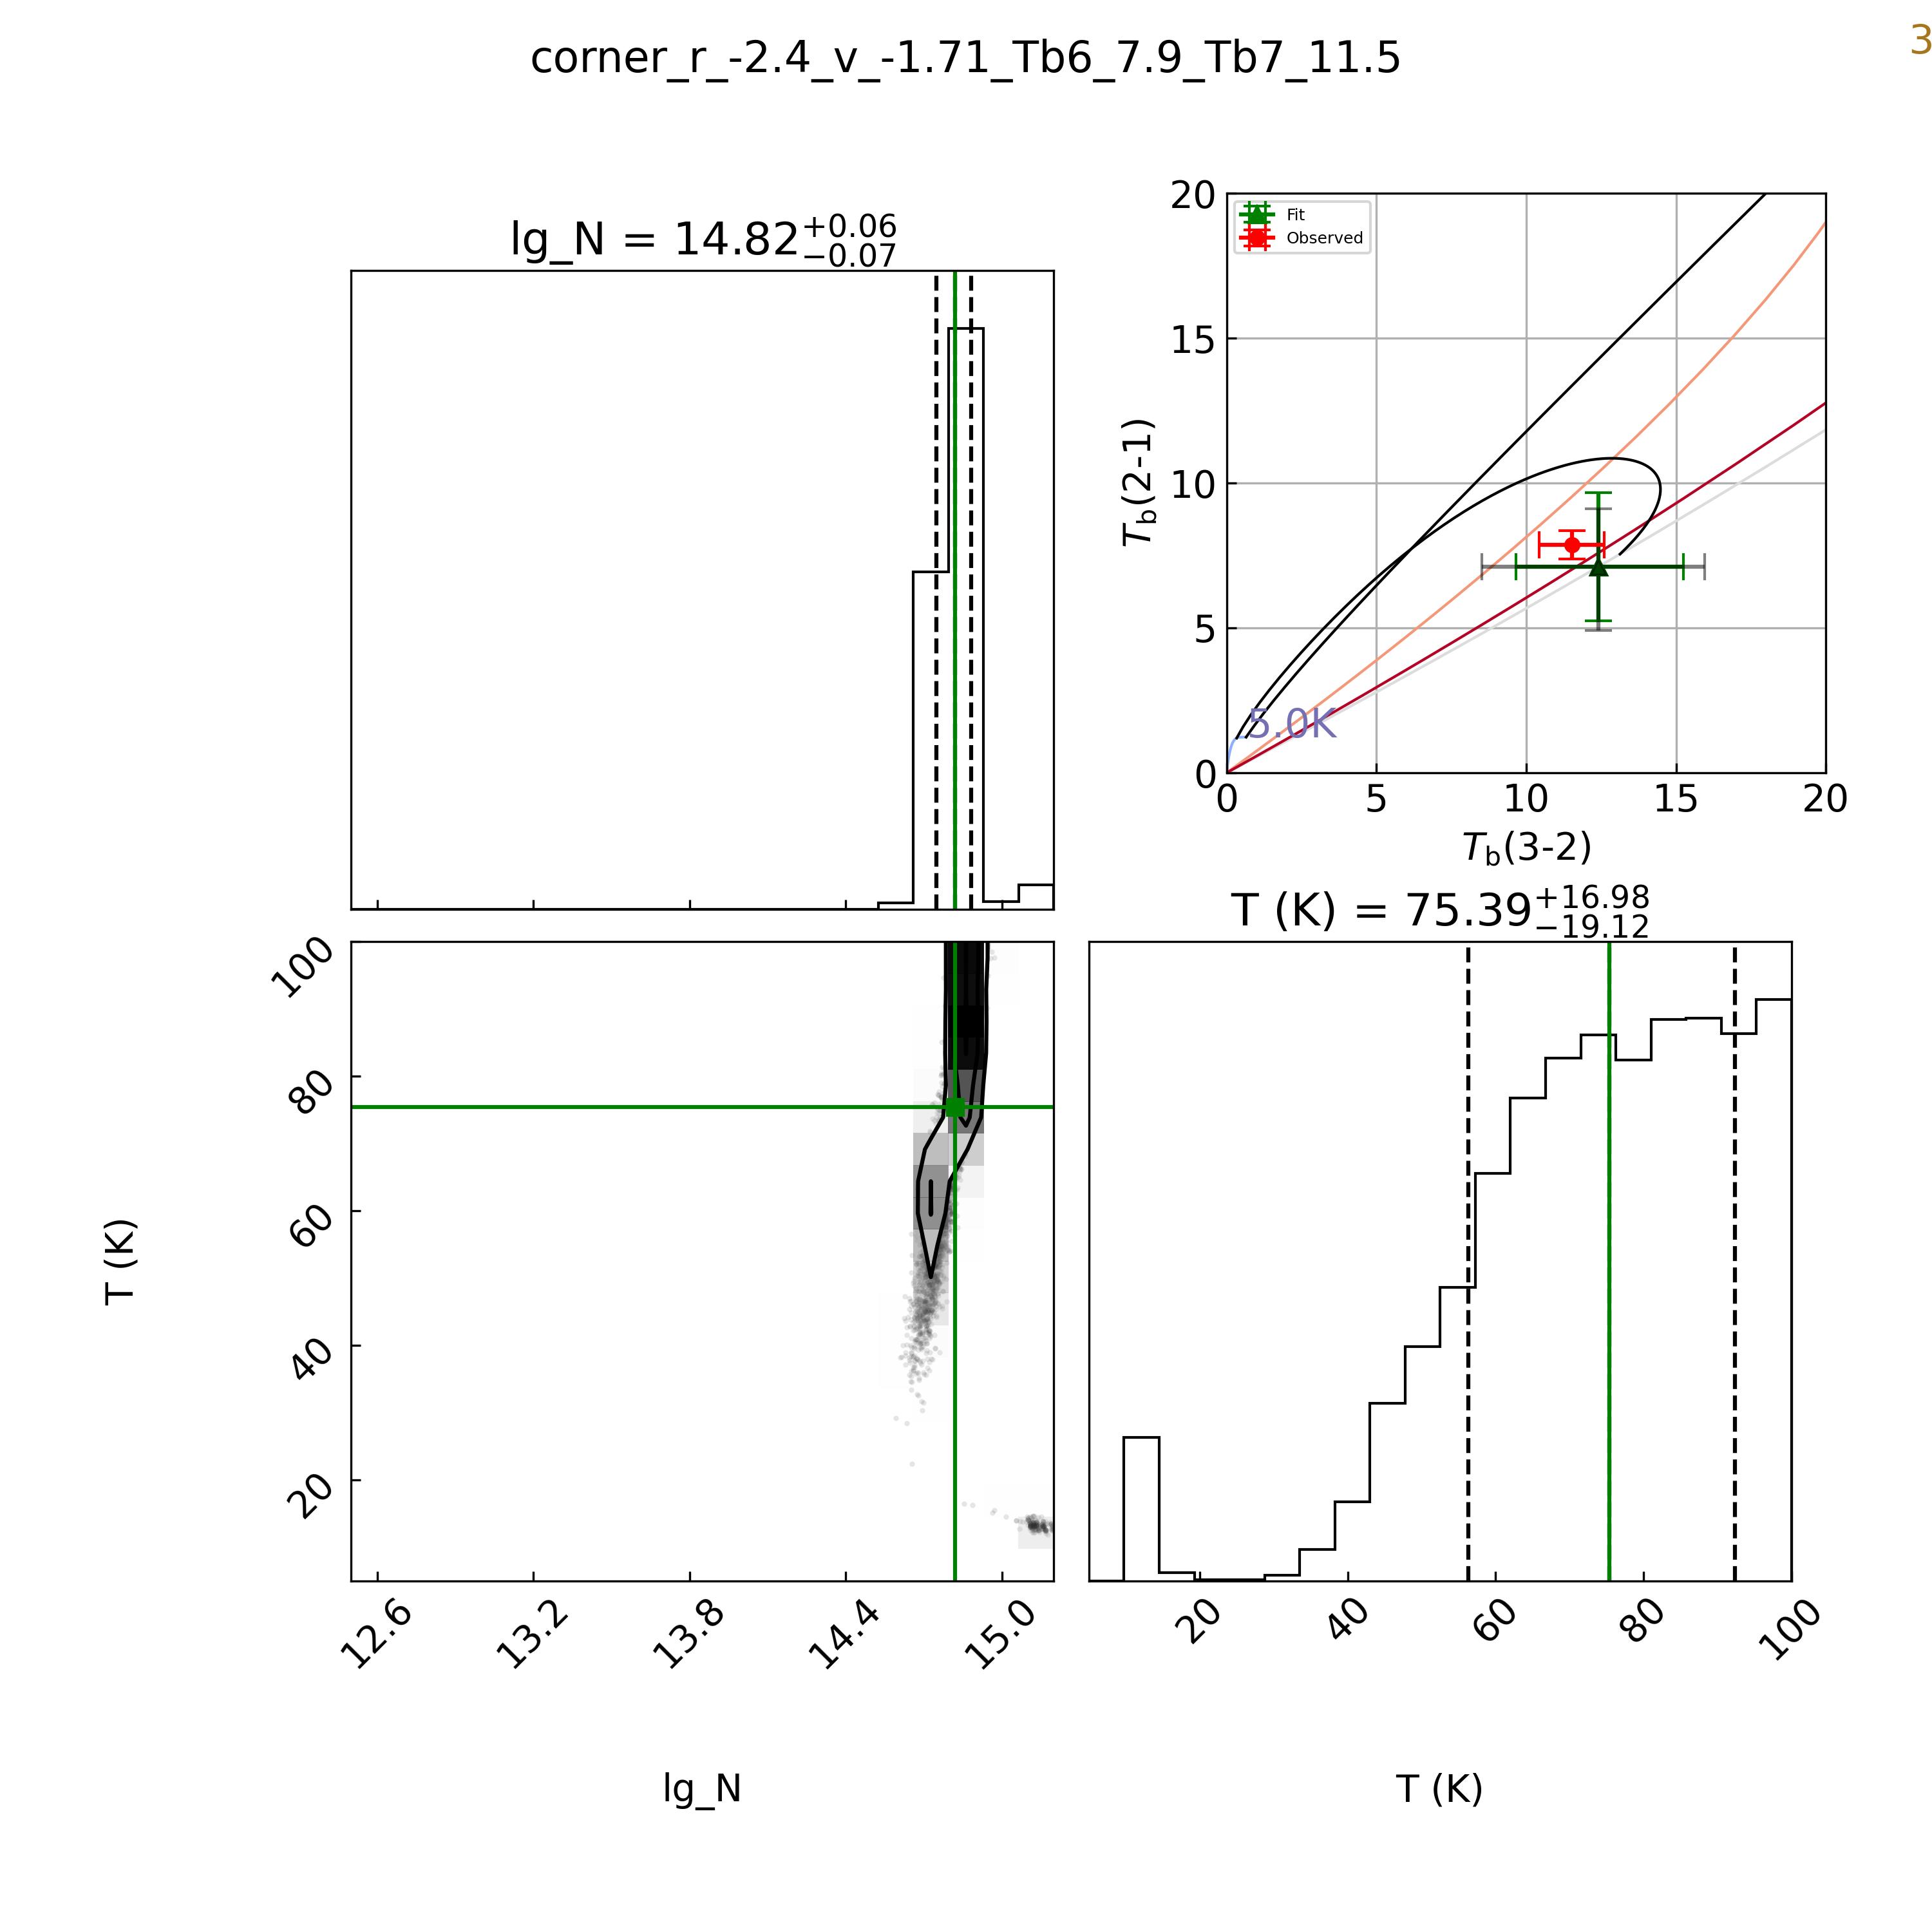 corner_r_-2.4_v_-1.71_Tb6_7.9_Tb7_11.5
3
lg_N = 14.82+0.06−0.07
20
15
10
5
0
Tb(2-1)
Fit
Observed
5.0K
0 5 10 15 20
Tb(3-2)
T (K) = 75.39+16.98−19.12
100
80
60
40
20
T (K)
12.6 13.2 13.8 14.4 15.0
20 40 60 80 100
lg_N
T (K)